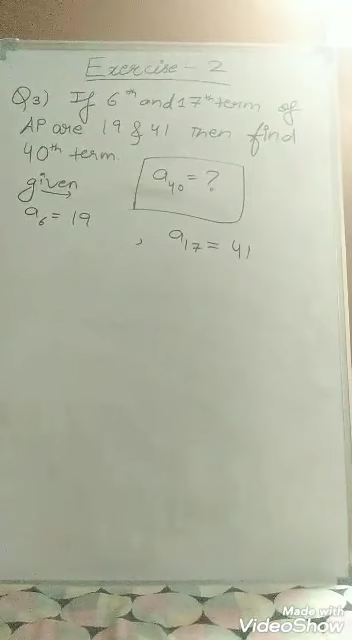 Exercise - 2
Q3) If 6th and 17th term of
AP are 19 & 41 then find
40th term.
given
a40 = ?
a6 = 19
, a17 = 41
Made with
VideoShow